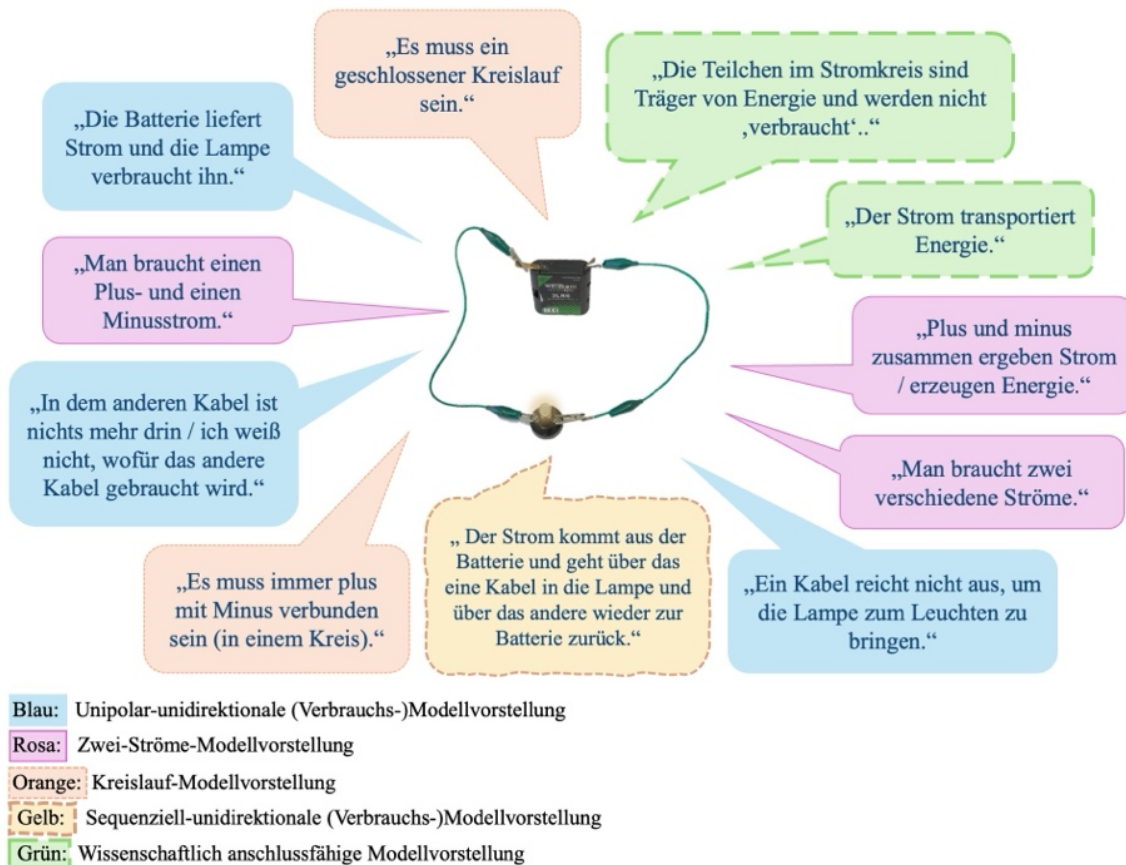 „Es muss ein
geschlossener Kreislauf
sein.“
„Die Teilchen im Stromkreis sind
Träger von Energie und werden nicht
‚verbraucht‘..“
„Die Batterie liefert
Strom und die Lampe
verbraucht ihn.“
„Der Strom transportiert
Energie.“
„Man braucht einen
Plus- und einen
Minusstrom.“
„Plus und minus
zusammen ergeben Strom
/ erzeugen Energie.“
„In dem anderen Kabel ist
nichts mehr drin / ich weiß
nicht, wofür das andere
Kabel gebraucht wird.“
„Man braucht zwei
verschiedene Ströme.“
„Es muss immer plus
mit Minus verbunden
sein (in einem Kreis).“
„ Der Strom kommt aus der
Batterie und geht über das
eine Kabel in die Lampe und
über das andere wieder zur
Batterie zurück.“
„Ein Kabel reicht nicht aus, um
die Lampe zum Leuchten zu
bringen.“
Blau: Unipolar-unidirektionale (Verbrauchs-)Modellvorstellung
Rosa: Zwei-Ströme-Modellvorstellung
Orange: Kreislauf-Modellvorstellung
Gelb: Sequenziell-unidirektionale (Verbrauchs-)Modellvorstellung
Grün: Wissenschaftlich anschlussfähige Modellvorstellung